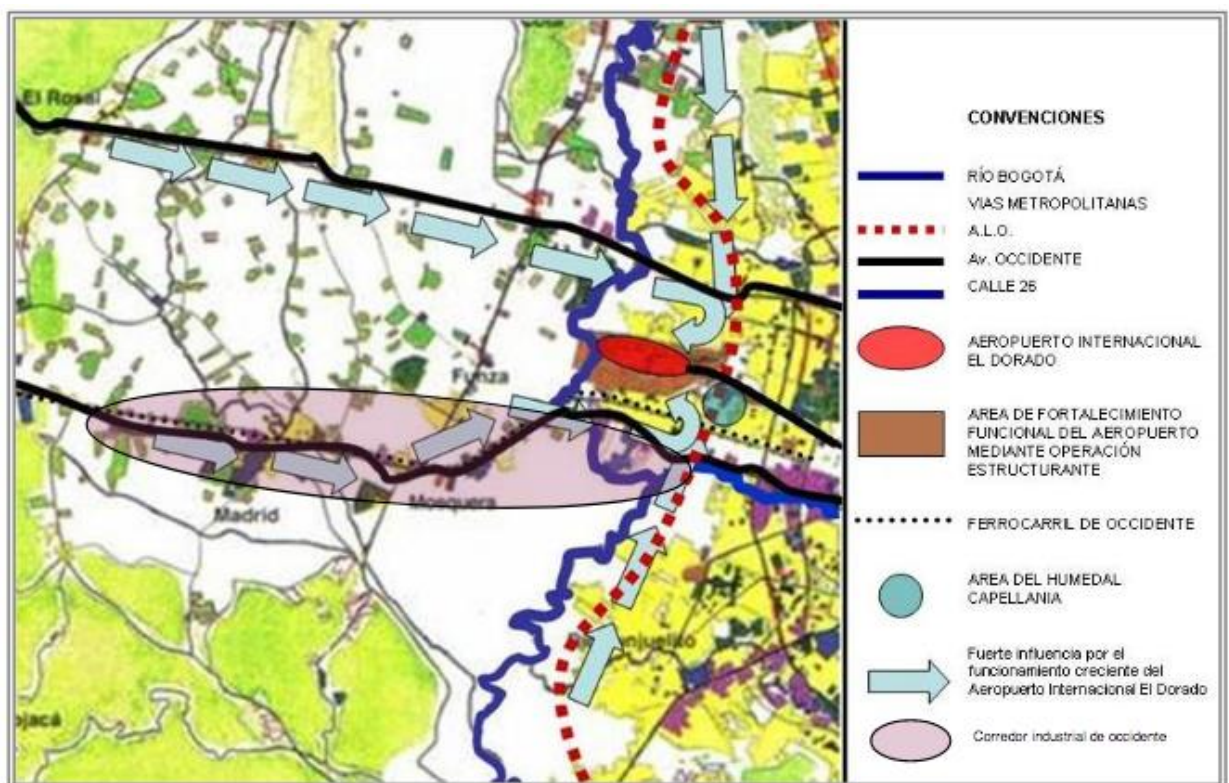 El Rosal
Funza
Madrid
Mosquera
CONVENCIONES
RÍO BOGOTÁ
VIAS METROPOLITANAS
A.L.O.
Av. OCCIDENTE
CALLE 26
AEROPUERTO INTERNACIONAL
EL DORADO
AREA DE FORTALECIMIENTO
FUNCIONAL DEL AEROPUERTO
MEDIANTE OPERACIÓN
ESTRUCTURANTE
FERROCARRIL DE OCCIDENTE
AREA DEL HUMEDAL
CAPELLANIA
Fuerte influencia por el
funcionamiento creciente del
Aeropuerto Internacional El Dorado
Corredor industrial de occidente